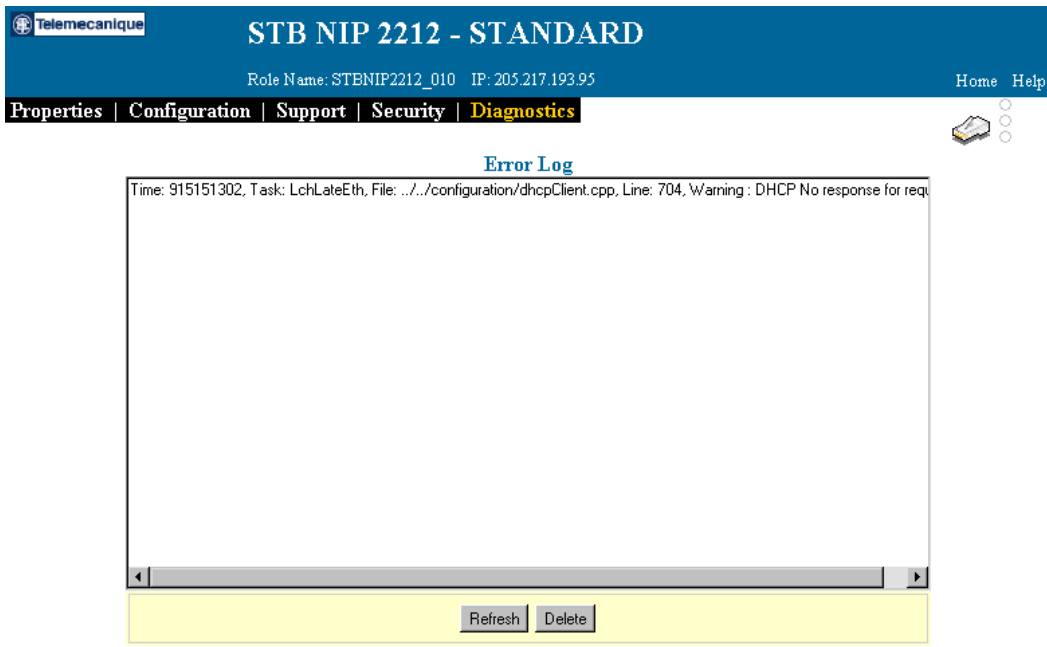 Telemecanique
STB NIP 2212 - STANDARD
Role Name: STBNIP2212_010 IP: 205.217.193.95
Home Help
Properties | Configuration | Support | Security | Diagnostics
Error Log
Time: 915151302, Task: LchLateEth, File: ../../configuration/dhcpClient.cpp, Line: 704, Warning : DHCP No response for requ
Refresh Delete